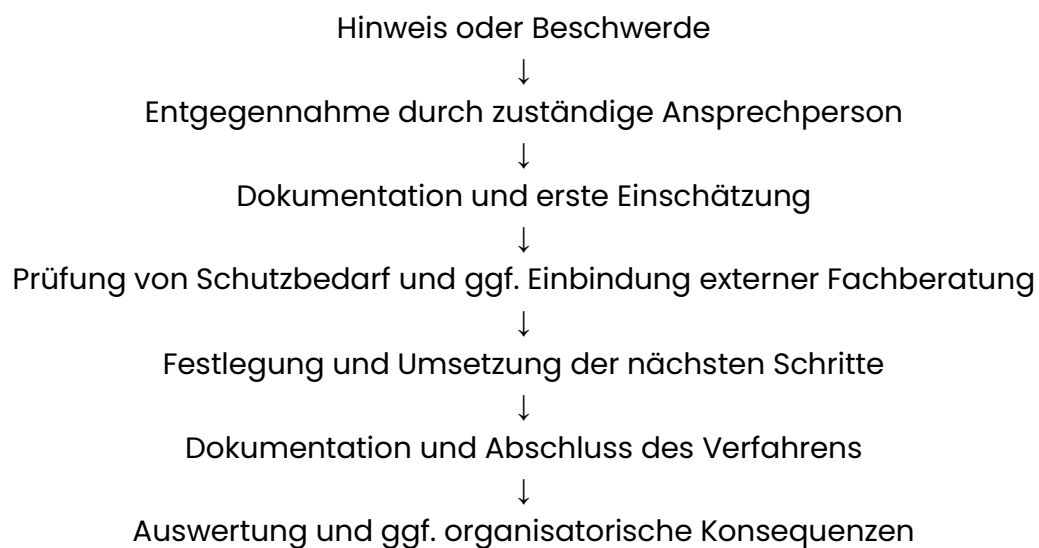 Hinweis oder Beschwerde
↓
Entgegennahme durch zuständige Ansprechperson
↓
Dokumentation und erste Einschätzung
↓
Prüfung von Schutzbedarf und ggf. Einbindung externer Fachberatung
↓
Festlegung und Umsetzung der nächsten Schritte
↓
Dokumentation und Abschluss des Verfahrens
↓
Auswertung und ggf. organisatorische Konsequenzen